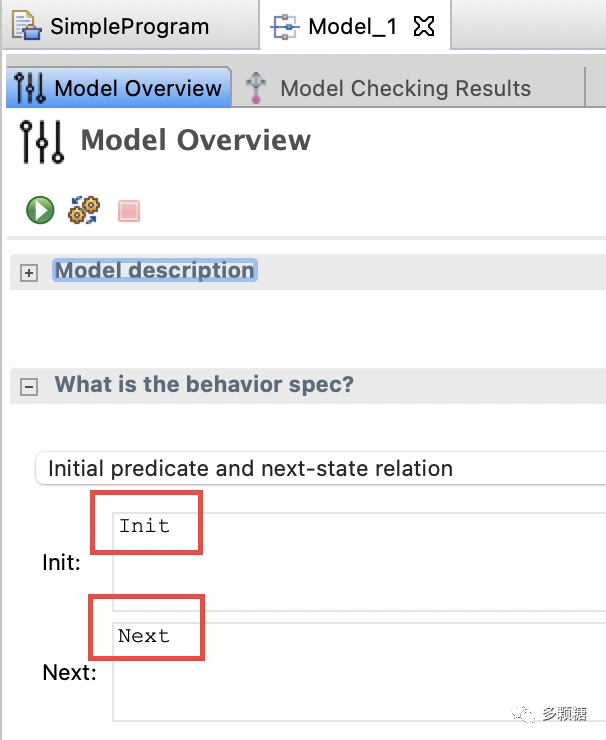 SimpleProgram
Model_1
Model Overview
Model Checking Results
Model Overview
Model description
What is the behavior spec?
Initial predicate and next-state relation
Init
Init:
Next
Next:
多颗糖